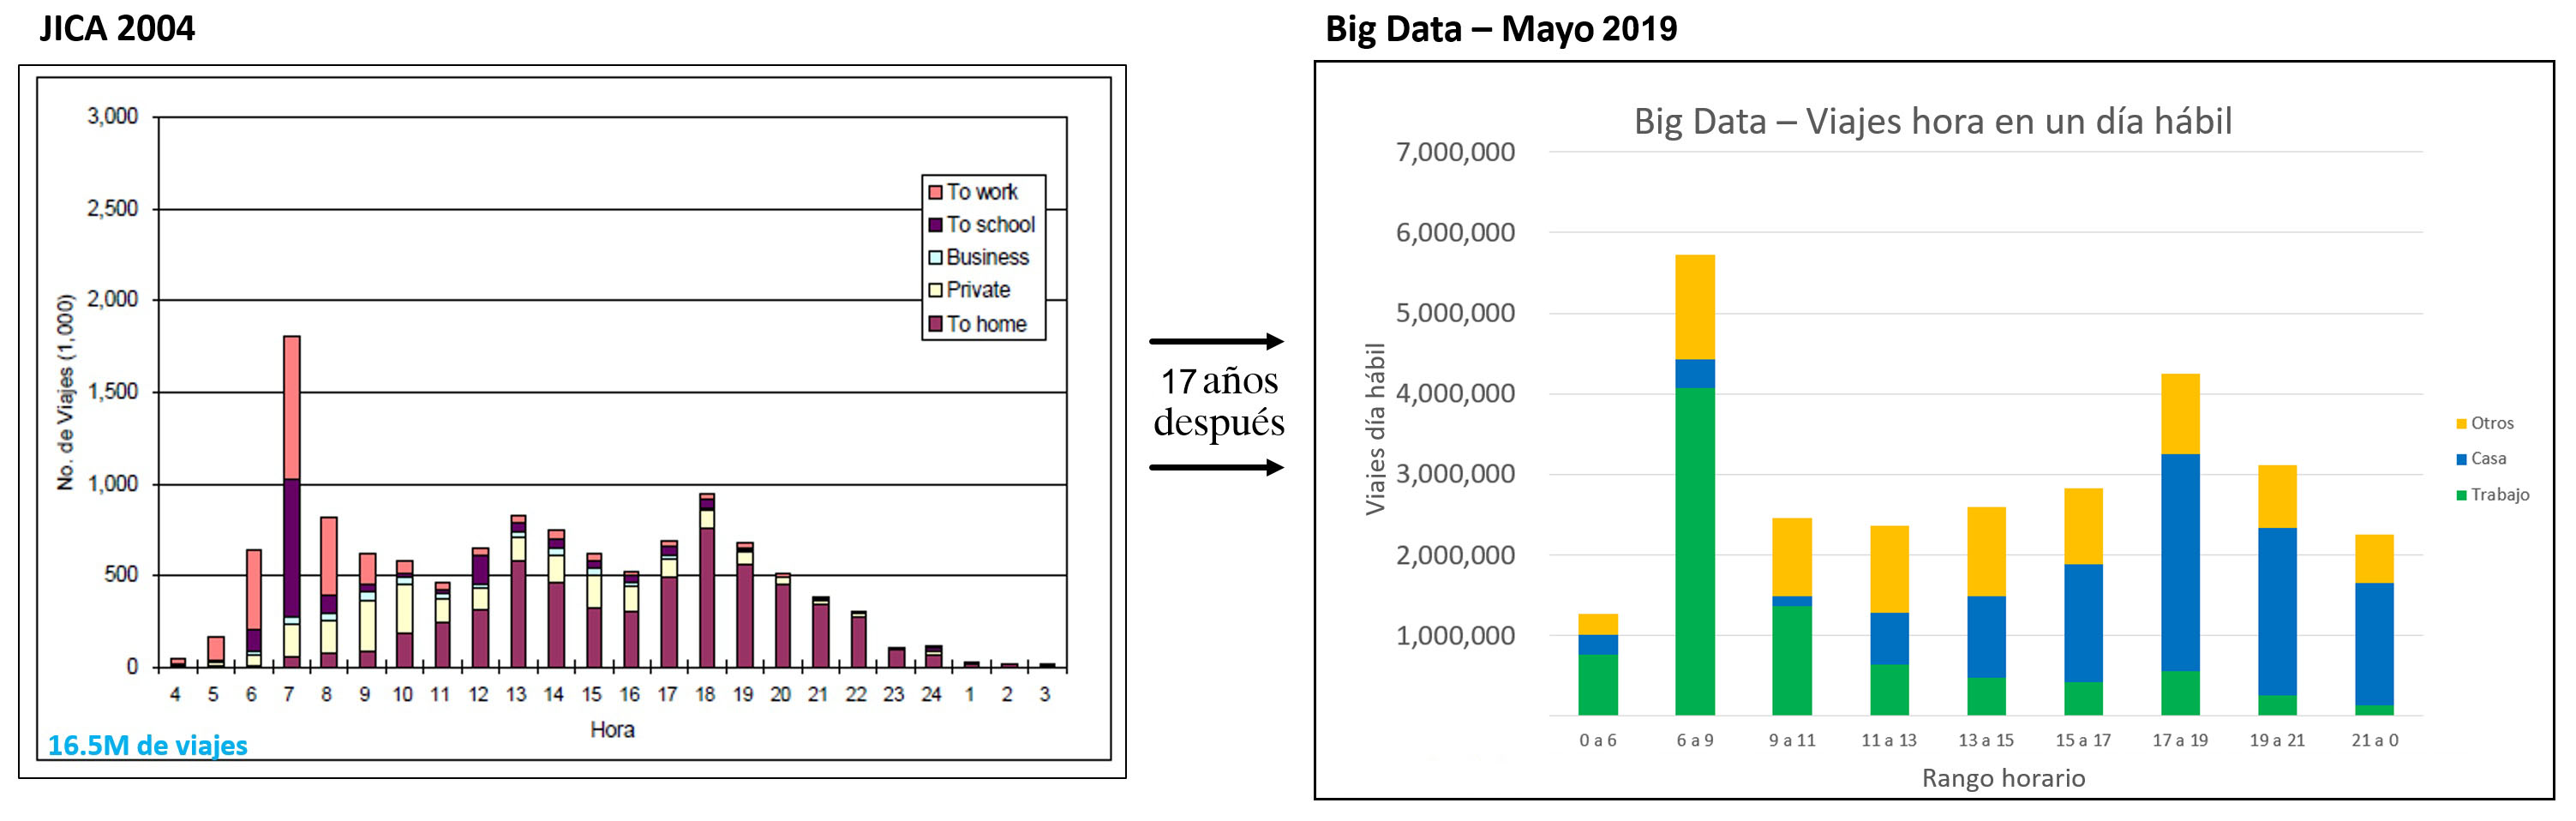 JICA 2004
3,000
2,500
2,000
1,500
1,000
500
0
No. de Viajes (1,000)
To work
To school
Business
Private
To home
4 5 6 7 8 9 10 11 12 13 14 15 16 17 18 19 20 21 22 23 24 1 2 3
Hora
16.5M de viajes
17 años
después
Big Data – Mayo 2019
Big Data – Viajes hora en un día hábil
7,000,000
6,000,000
5,000,000
4,000,000
3,000,000
2,000,000
1,000,000
Viajes día hábil
Otros
Casa
Trabajo
0 a 6 6 a 9 9 a 11 11 a 13 13 a 15 15 a 17 17 a 19 19 a 21 21 a 0
Rango horario